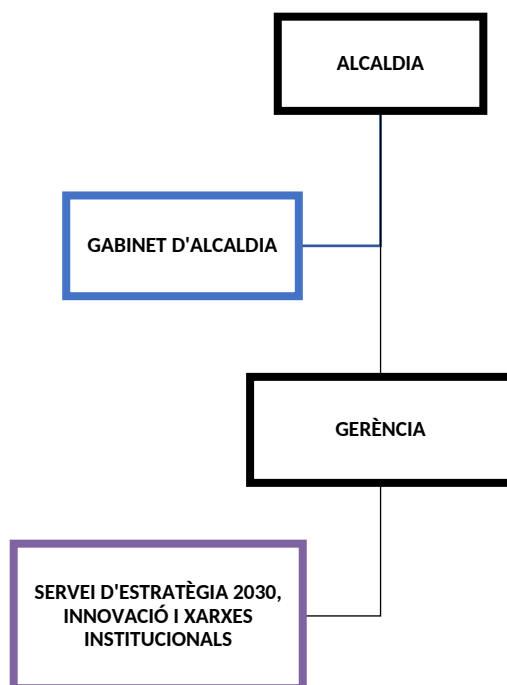 ALCALDIA
GABINET D'ALCALDIA
GERÈNCIA
SERVEI D'ESTRATÈGIA 2030,
INNOVACIÓ I XARXES
INSTITUCIONALS